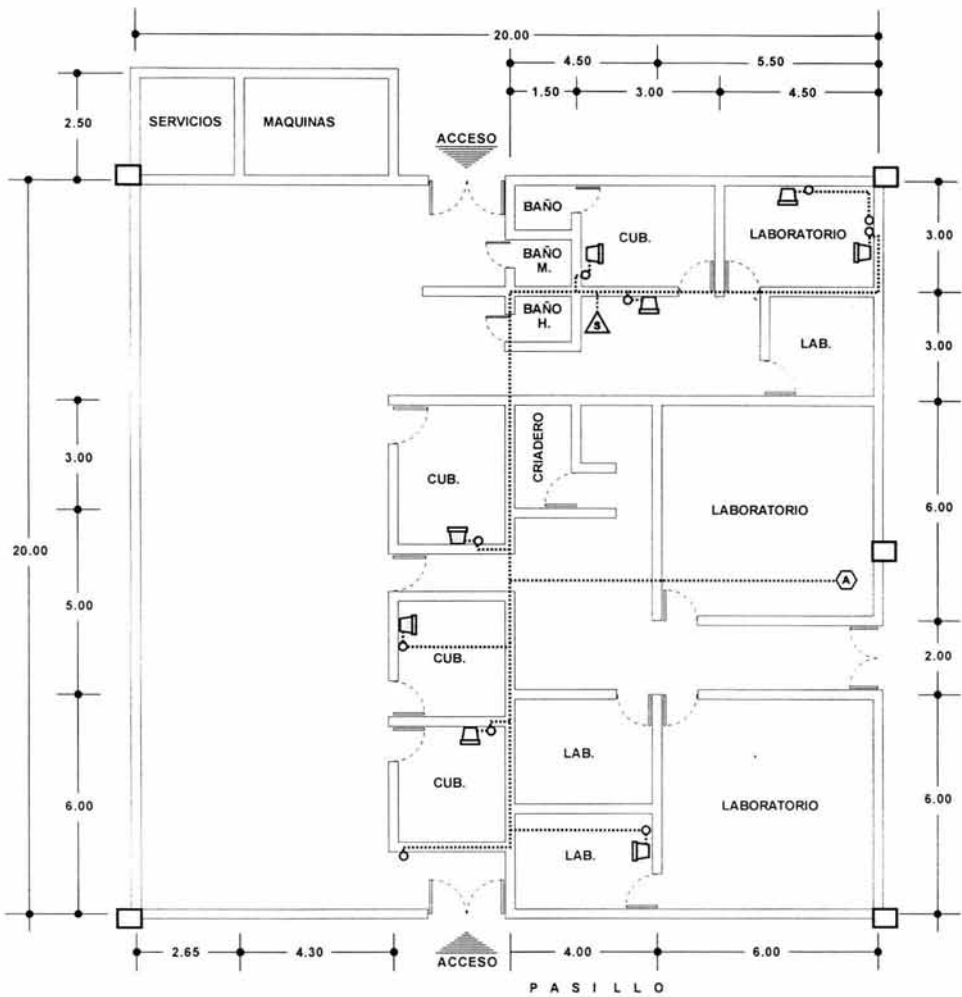 20.00
4.50 5.50
1.50 3.00 4.50
2.50
SERVICIOS MAQUINAS
ACCESO
BAÑO
CUB.
LABORATORIO
3.00
BAÑO
M.
BAÑO
H.
S
LAB.
3.00
3.00
CUB.
CRIADERO
LABORATORIO
6.00
20.00
A
5.00
CUB.
2.00
CUB.
LAB.
6.00
LABORATORIO
6.00
LAB.
2.65 4.30
ACCESO
4.00 6.00
PASILLO